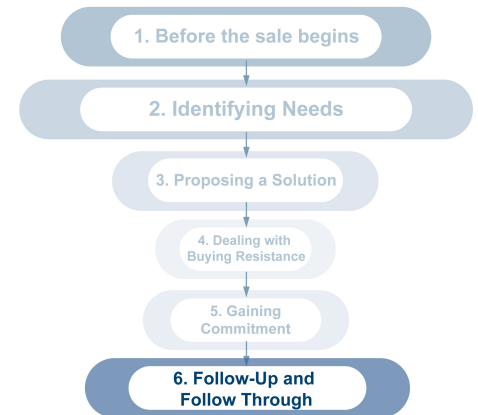 1. Before the sale begins
2. Identifying Needs
3. Proposing a Solution
4. Dealing with
Buying Resistance
5. Gaining
Commitment
6. Follow-Up and
Follow Through